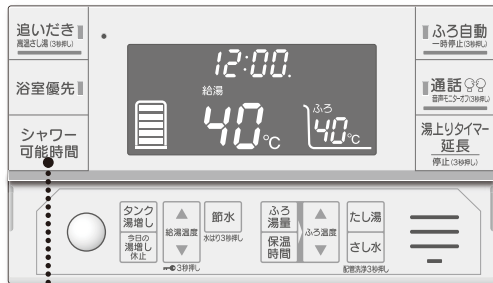 追いだき
高温さし湯(3秒押し)
浴室優先
シャワー
可能時間
12:00
給湯
40℃
ふろ
40℃
ふろ自動
一時停止(3秒押し)
通話
音声モニターオフ(3秒押し)
湯上りタイマー
延長
停止(3秒押し)
タンク
湯増し
今日の
湯増し
休止
給湯温度
3秒押し
節水
水はり3秒押し
ふろ
湯量
保温
時間
ふろ温度
たし湯
さし水
配管洗浄3秒押し